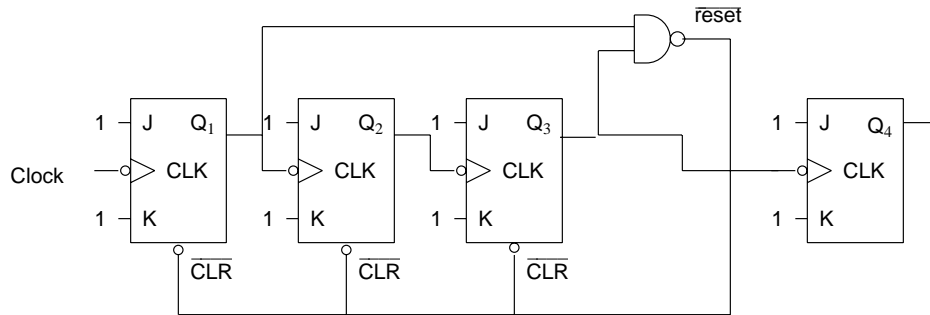 reset
1 J Q₁ 1 J Q₂ 1 J Q₃ 1 J Q₄
Clock CLK CLK CLK CLK
1 K 1 K 1 K 1 K
CLR CLR CLR